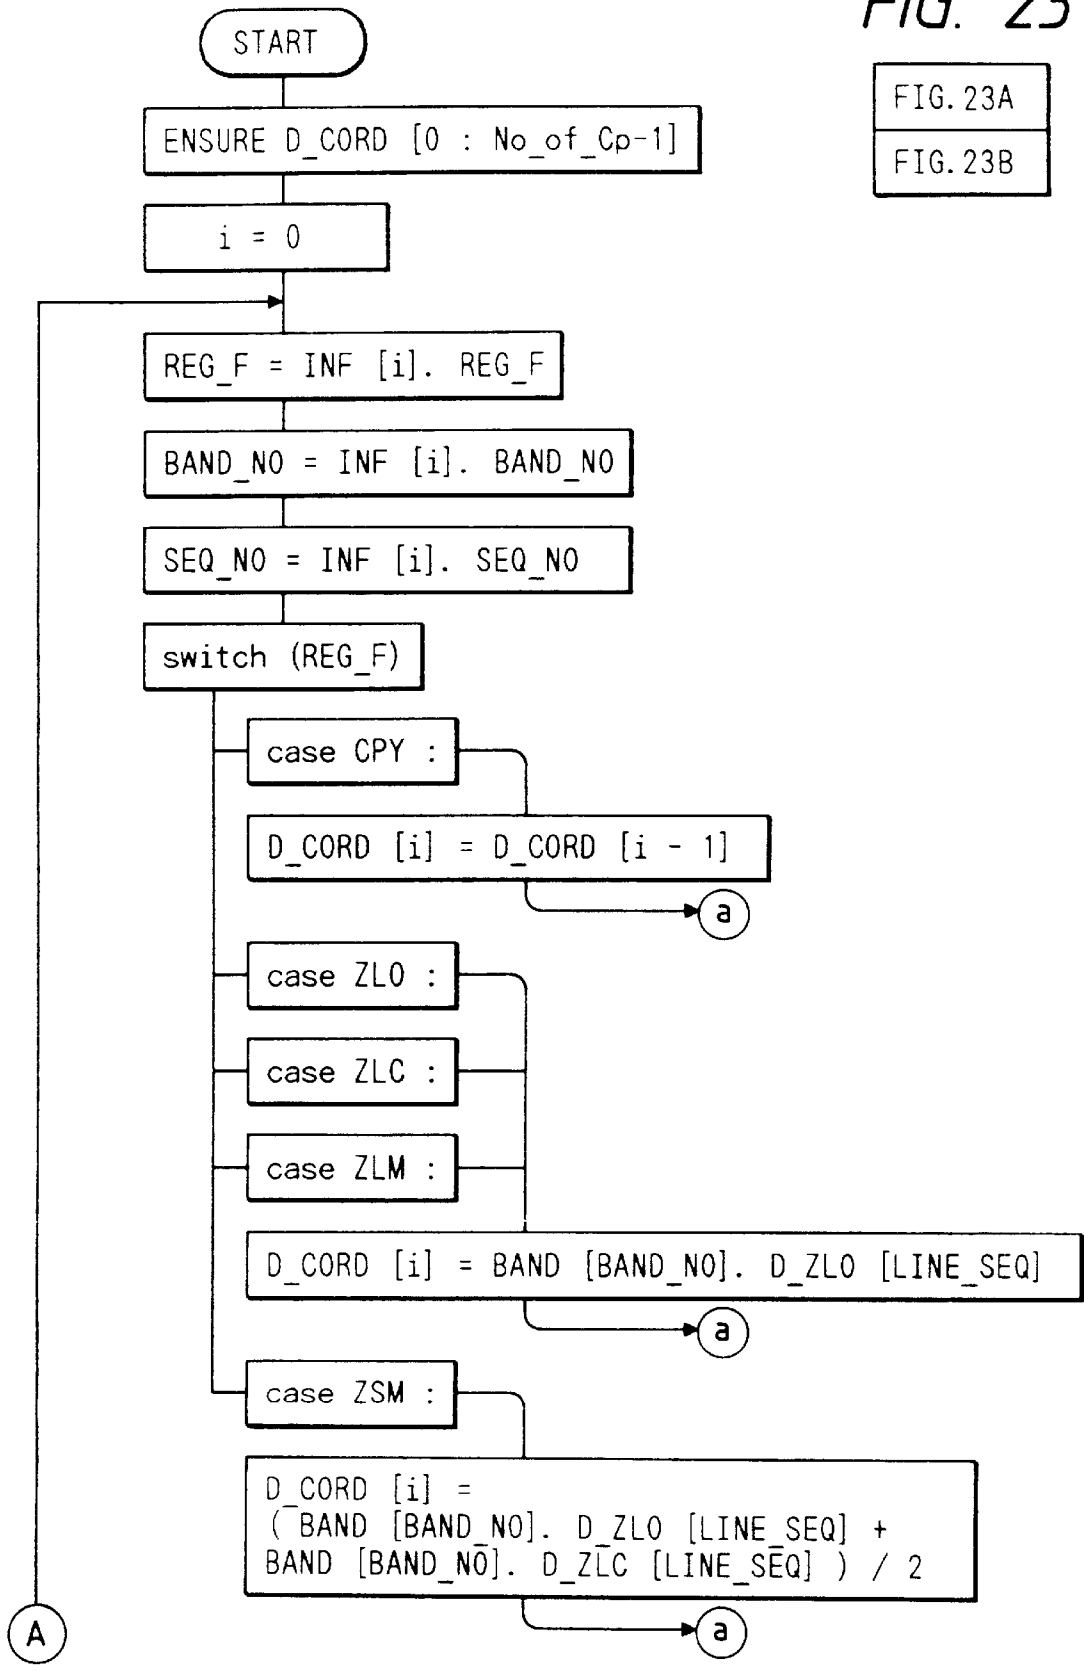 FIG. 23
START
FIG. 23A
FIG. 23B
ENSURE D_CORD [0 : No_of_Cp-1]
i = 0
REG_F = INF [i]. REG_F
BAND_NO = INF [i]. BAND_NO
SEQ_NO = INF [i]. SEQ_NO
switch (REG_F)
case CPY :
D_CORD [i] = D_CORD [i - 1]
a
case ZLO :
case ZLC :
case ZLM :
D_CORD [i] = BAND [BAND_NO]. D_ZLO [LINE_SEQ]
a
case ZSM :
D_CORD [i] =
( BAND [BAND_NO]. D_ZLO [LINE_SEQ] +
BAND [BAND_NO]. D_ZLC [LINE_SEQ] ) / 2
a
A